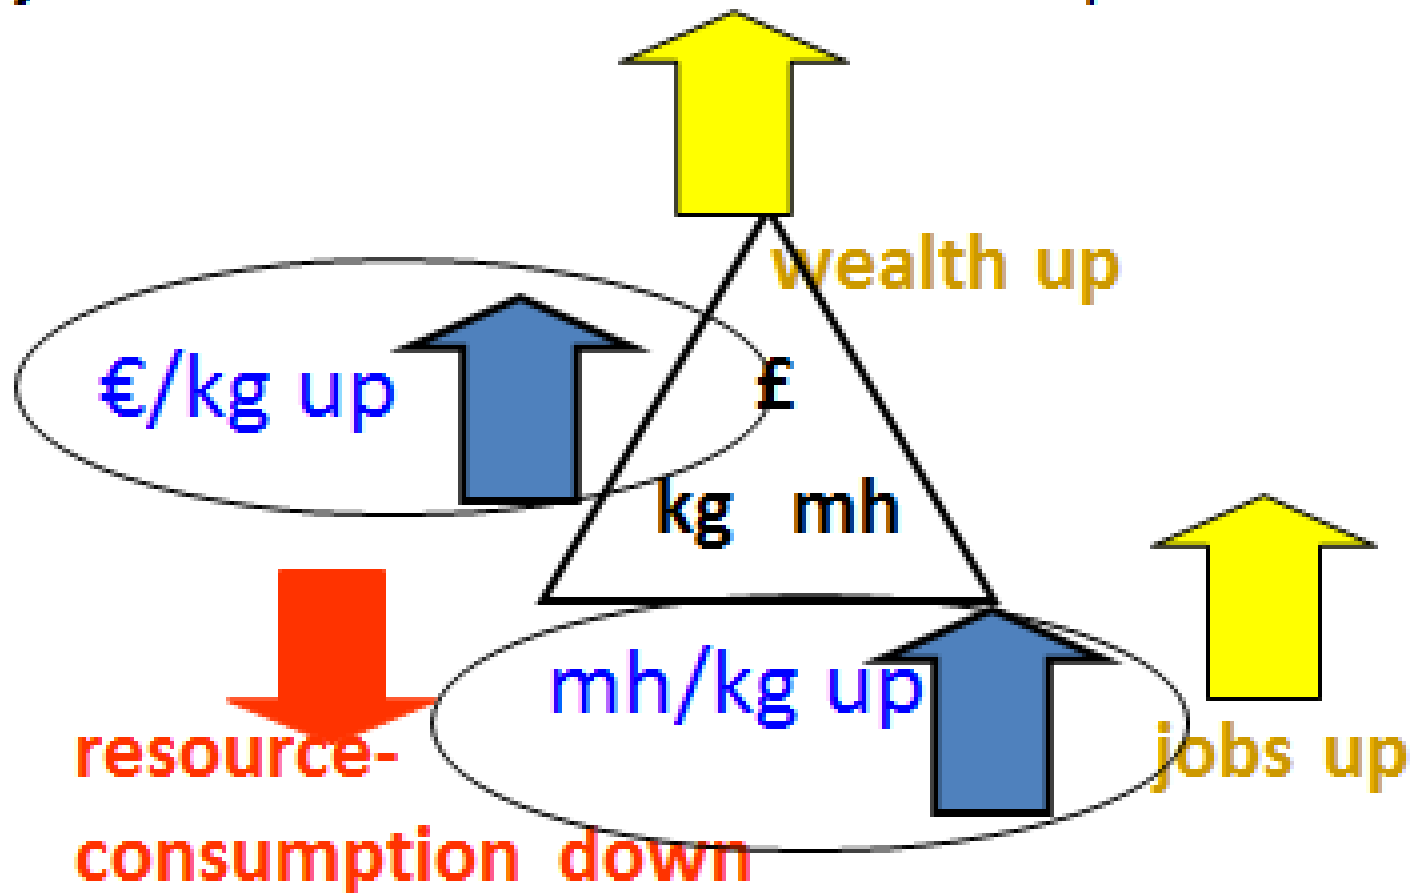 wealth up
€/kg up
£
kg mh
mh/kg up
jobs up
resource-
consumption down